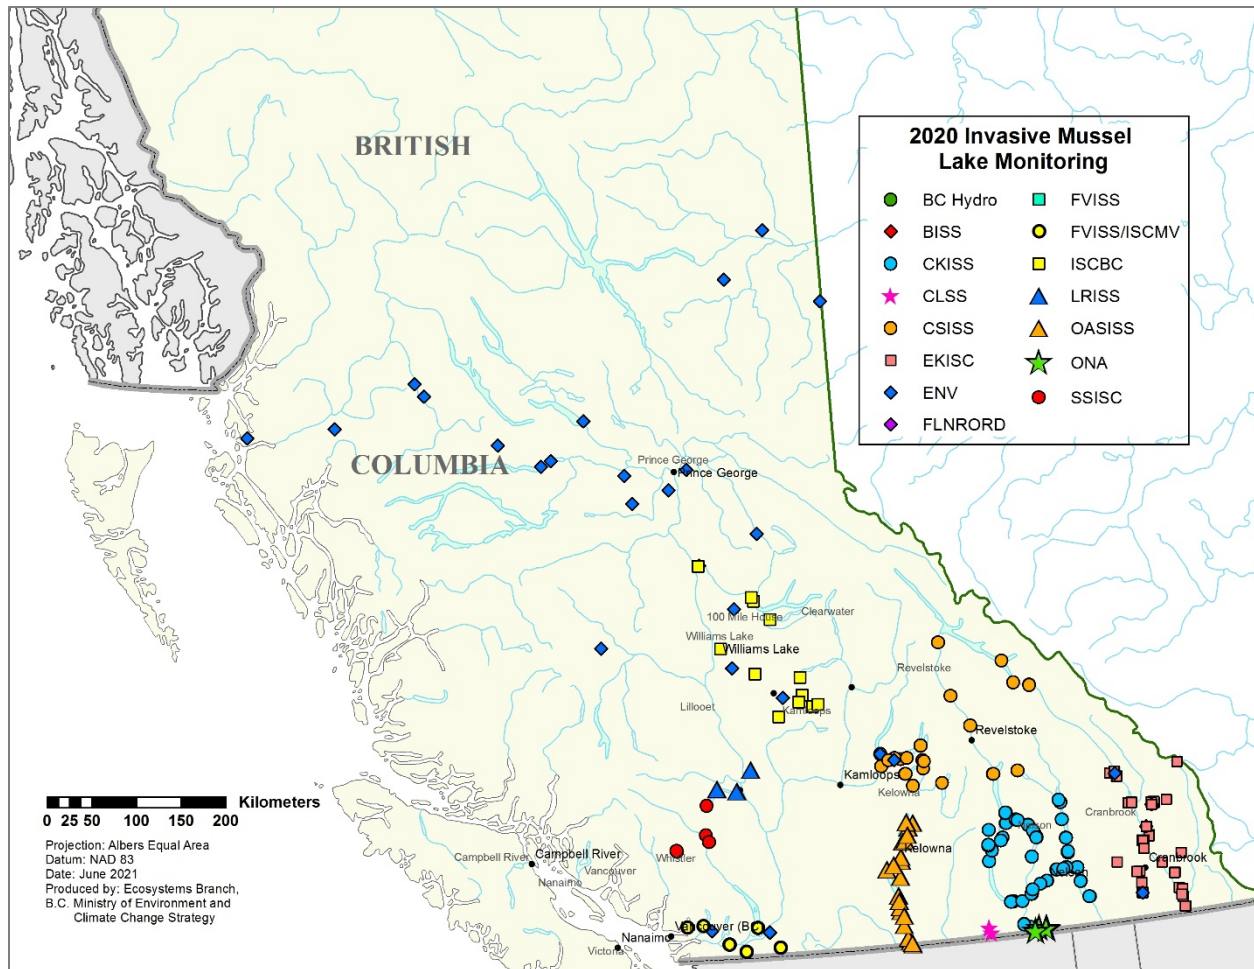 BRITISH
COLUMBIA
2020 Invasive Mussel
Lake Monitoring
BC Hydro
BISS
CKISS
CLSS
CSISS
EKISC
ENV
FLNRORD
FVISS
FVISS/ISCMV
ISCBC
LRISS
OASISS
ONA
SSISC
Prince George
Prince George
Clearwater
100 Mile House
Williams Lake
Williams Lake
Revelstoke
Lillooet
Kamloops
Revelstoke
Kamloops
Kelowna
Cranbrook
Nelson
Kelowna
Whistler
Campbell River
Campbell River
Vancouver
Nanaimo
Cranbrook
Nelson
Vancouver (BC)
Nanaimo
Victoria
0 25 50 100 150 200 Kilometers
Projection: Albers Equal Area
Datum: NAD 83
Date: June 2021
Produced by: Ecosystems Branch,
B.C. Ministry of Environment and
Climate Change Strategy